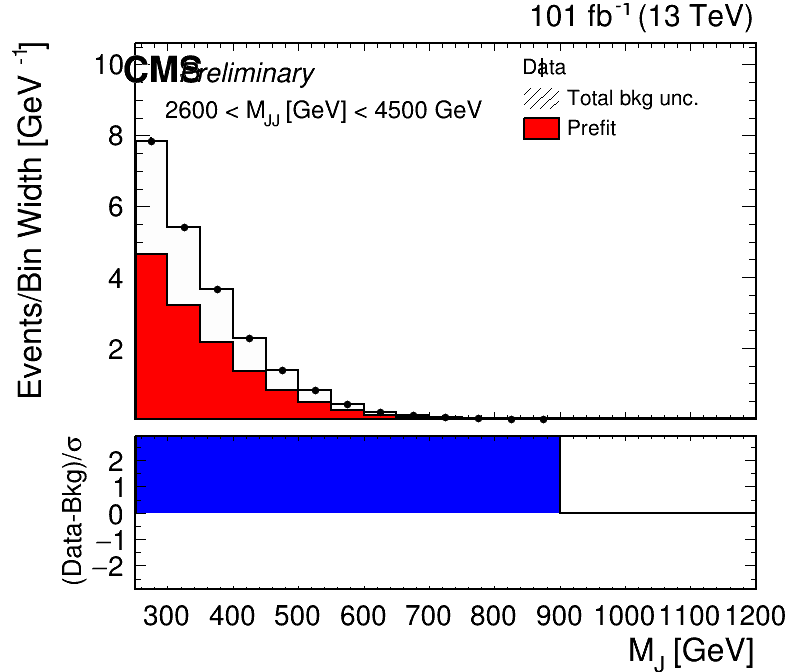 101 fb⁻¹ (13 TeV)
Events/Bin Width [GeV⁻¹]
CMS Preliminary
2600 < M_JJ [GeV] < 4500 GeV
Data
Total bkg unc.
Prefit
10
8
6
4
2
(Data-Bkg)/σ
2
1
0
−1
−2
300 400 500 600 700 800 900 1000 1100 1200
M_J [GeV]